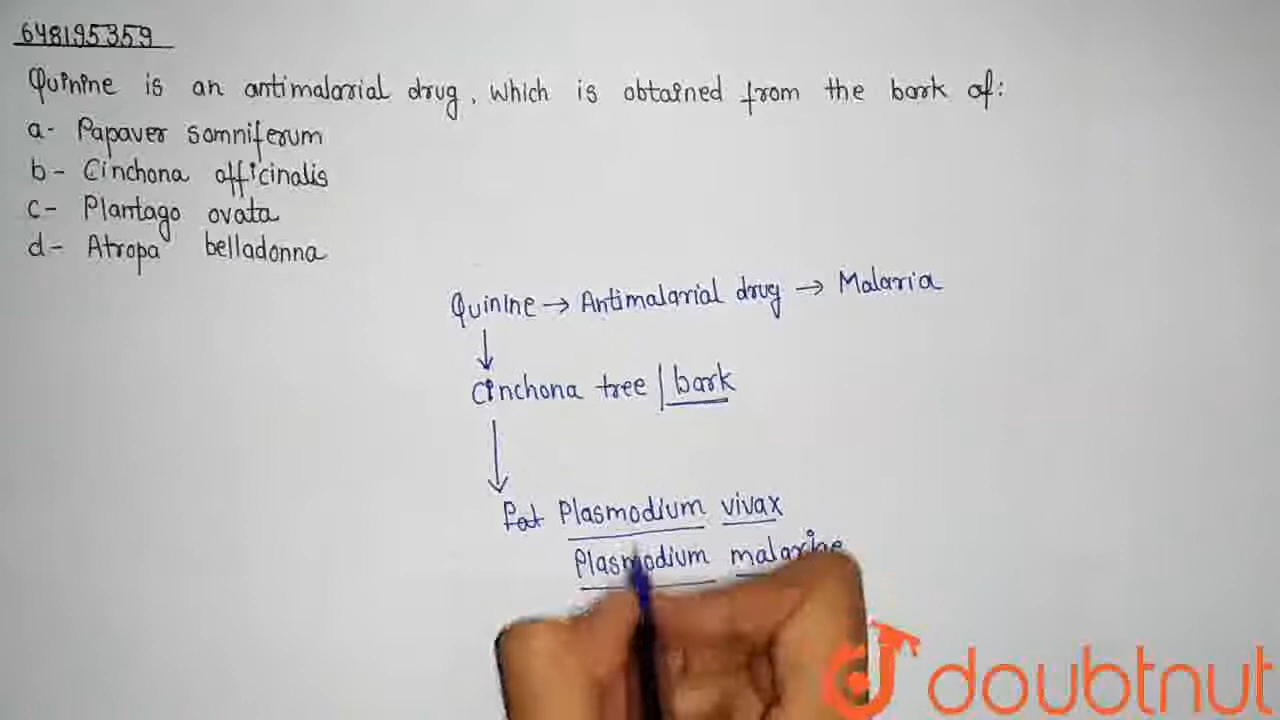 648195359
Quinine is an antimalarial drug, which is obtained from the bark of:
a- Papaver somniferum
b- Cinchona officinalis
c- Plantago ovata
d- Atropa belladonna
Quinine → Antimalarial drug → Malaria
↓
Cinchona tree | bark
↓
Plasmodium vivax
Plasmodium
doubtnut